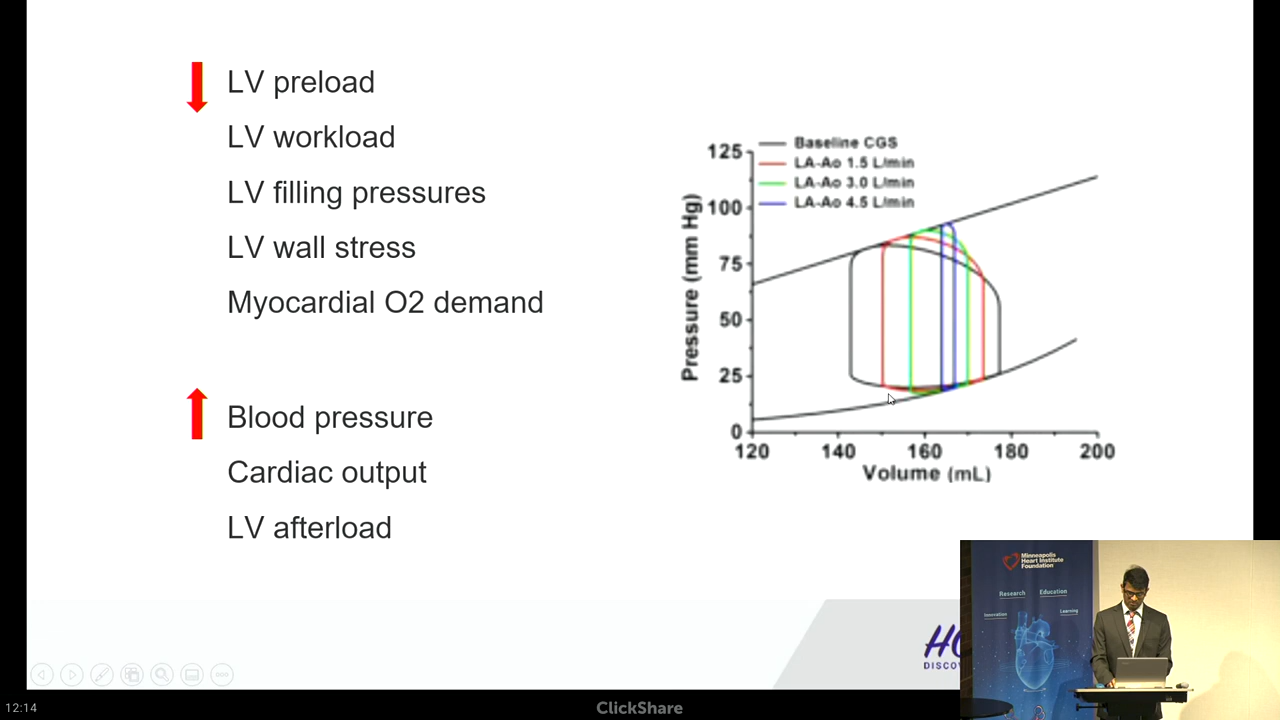 LV preload
LV workload
LV filling pressures
LV wall stress
Myocardial O2 demand
Blood pressure
Cardiac output
LV afterload
Baseline CGS
LA-Ao 1.5 L/min
LA-Ao 3.0 L/min
LA-Ao 4.5 L/min
Pressure (mm Hg)
125
100
75
50
25
0
120 140 160 180 200
Volume (mL)
Minneapolis
Heart Institute
Foundation
Research Education
Innovation Learning
12:14
ClickShare